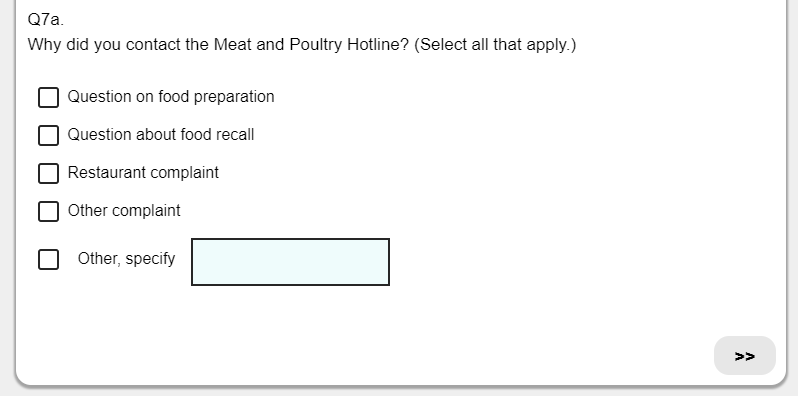 Q7a.
Why did you contact the Meat and Poultry Hotline? (Select all that apply.)
Question on food preparation
Question about food recall
Restaurant complaint
Other complaint
Other, specify
>>